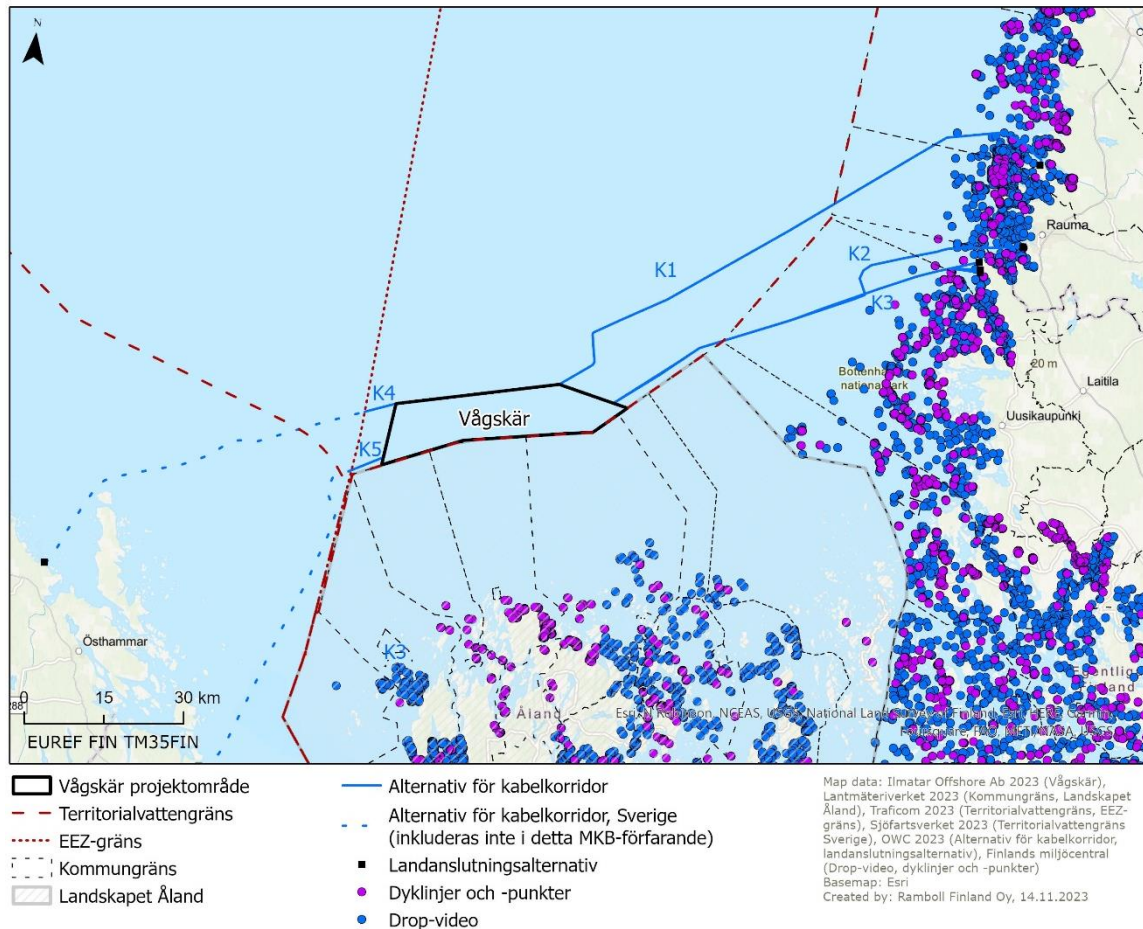 N
K1
K2
K3
K4
K5
Vågskär
Rauma
Laitila
20 m
Uusikaupunki
Östhammar
K3
Åland
288
0 15 30 km
EUREF FIN TM35FIN
Vågskär projektområde
Territorialvattengräns
EEZ-gräns
Kommungräns
Landskapet Åland
Alternativ för kabelkorridor
Alternativ för kabelkorridor, Sverige
(inkluderas inte i detta MKB-förfarande)
Landanslutningsalternativ
Dyklinjer och -punkter
Drop-video
Map data: Ilmatar Offshore Ab 2023 (Vågskär),
Lantmäteriverket 2023 (Kommungräns, Landskapet
Åland), Traficom 2023 (Territorialvattengräns, EEZ-
gräns), Sjöfartsverket 2023 (Territorialvattengräns
Sverige), OWC 2023 (Alternativ för kabelkorridor,
landanslutningsalternativ), Finlands miljöcentral
(Drop-video, dyklinjer och -punkter)
Basemap: Esri
Created by: Ramboll Finland Oy, 14.11.2023